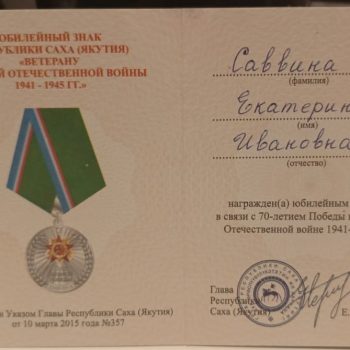 ЮБИЛЕЙНЫЙ ЗНАК
РЕСПУБЛИКИ САХА (ЯКУТИЯ)
"ВЕТЕРАНУ
ОТЕЧЕСТВЕННОЙ ВОЙНЫ
1941 - 1945 ГГ."
Указом Главы Республики Саха (Якутия)
от 10 марта 2015 года №357
Саввина
(фамилия)
Екатерин
(имя)
Ивановна
(отчество)
награжден(а) юбилейным
в связи с 70-летием Победы
Отечественной войне 1941-
Глава
Республики
Саха (Якутия)
Е.